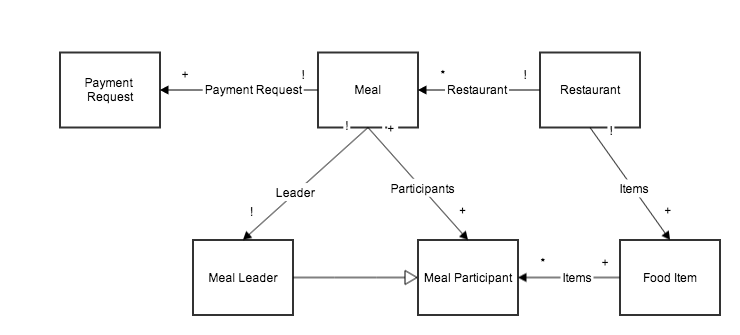 + ! * !
Payment
Request
Payment Request
Meal
Restaurant
Restaurant
! + !
Leader
Participants
Items
! + +
* +
Meal Leader
Meal Participant
Items
Food Item